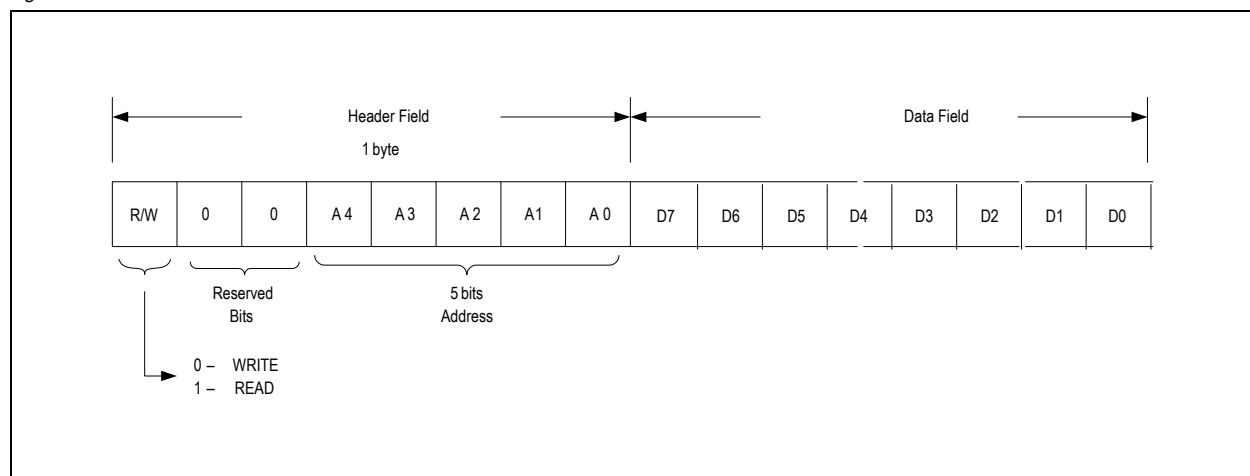 Header Field Data Field
1 byte
R/W 0 0 A 4 A 3 A 2 A1 A 0 D7 D6 D5 D4 D3 D2 D1 D0
Reserved
Bits
5 bits
Address
0 – WRITE
1 – READ